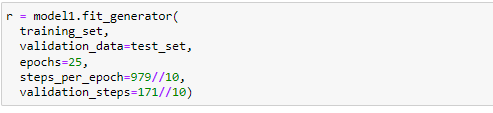 r = model1.fit_generator(
  training_set,
  validation_data=test_set,
  epochs=25,
  steps_per_epoch=979//10,
  validation_steps=171//10)